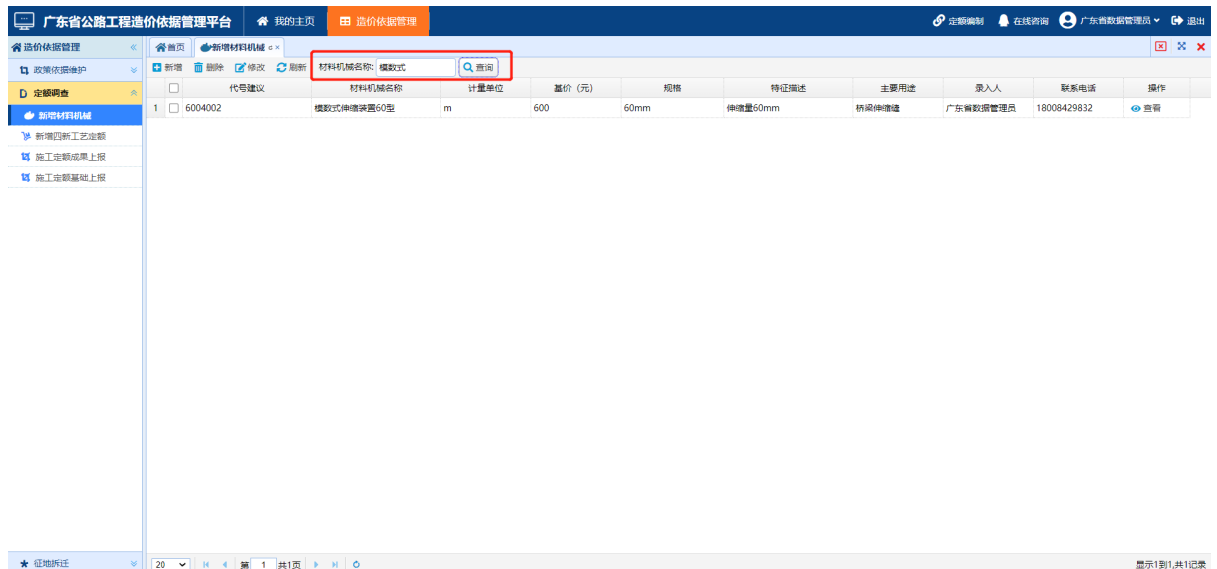 广东省公路工程造价依据管理平台 我的主页 造价依据管理 定额编制 在线咨询 广东省数据管理员 退出
造价依据管理 首页 新增材料机械
政策依据维护 新增 删除 修改 刷新 材料机械名称: 模数式 查询
定额调查 代号建议 材料机械名称 计量单位 基价（元） 规格 特征描述 主要用途 录入人 联系电话 操作
新增材料机械 1 6004002 模数式伸缩装置60型 m 600 60mm 伸缩量60mm 桥梁伸缩缝 广东省数据管理员 18008429832 查看
新增四新工艺定额
施工定额成果上报
施工定额基础上报
征地拆迁 20 第 1 共1页 显示1到1,共1记录